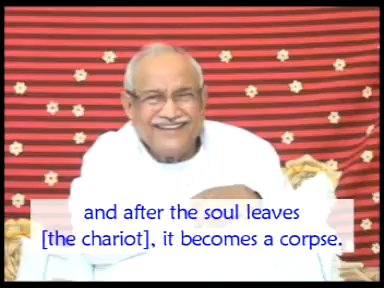 and after the soul leaves
[the chariot], it becomes a corpse.